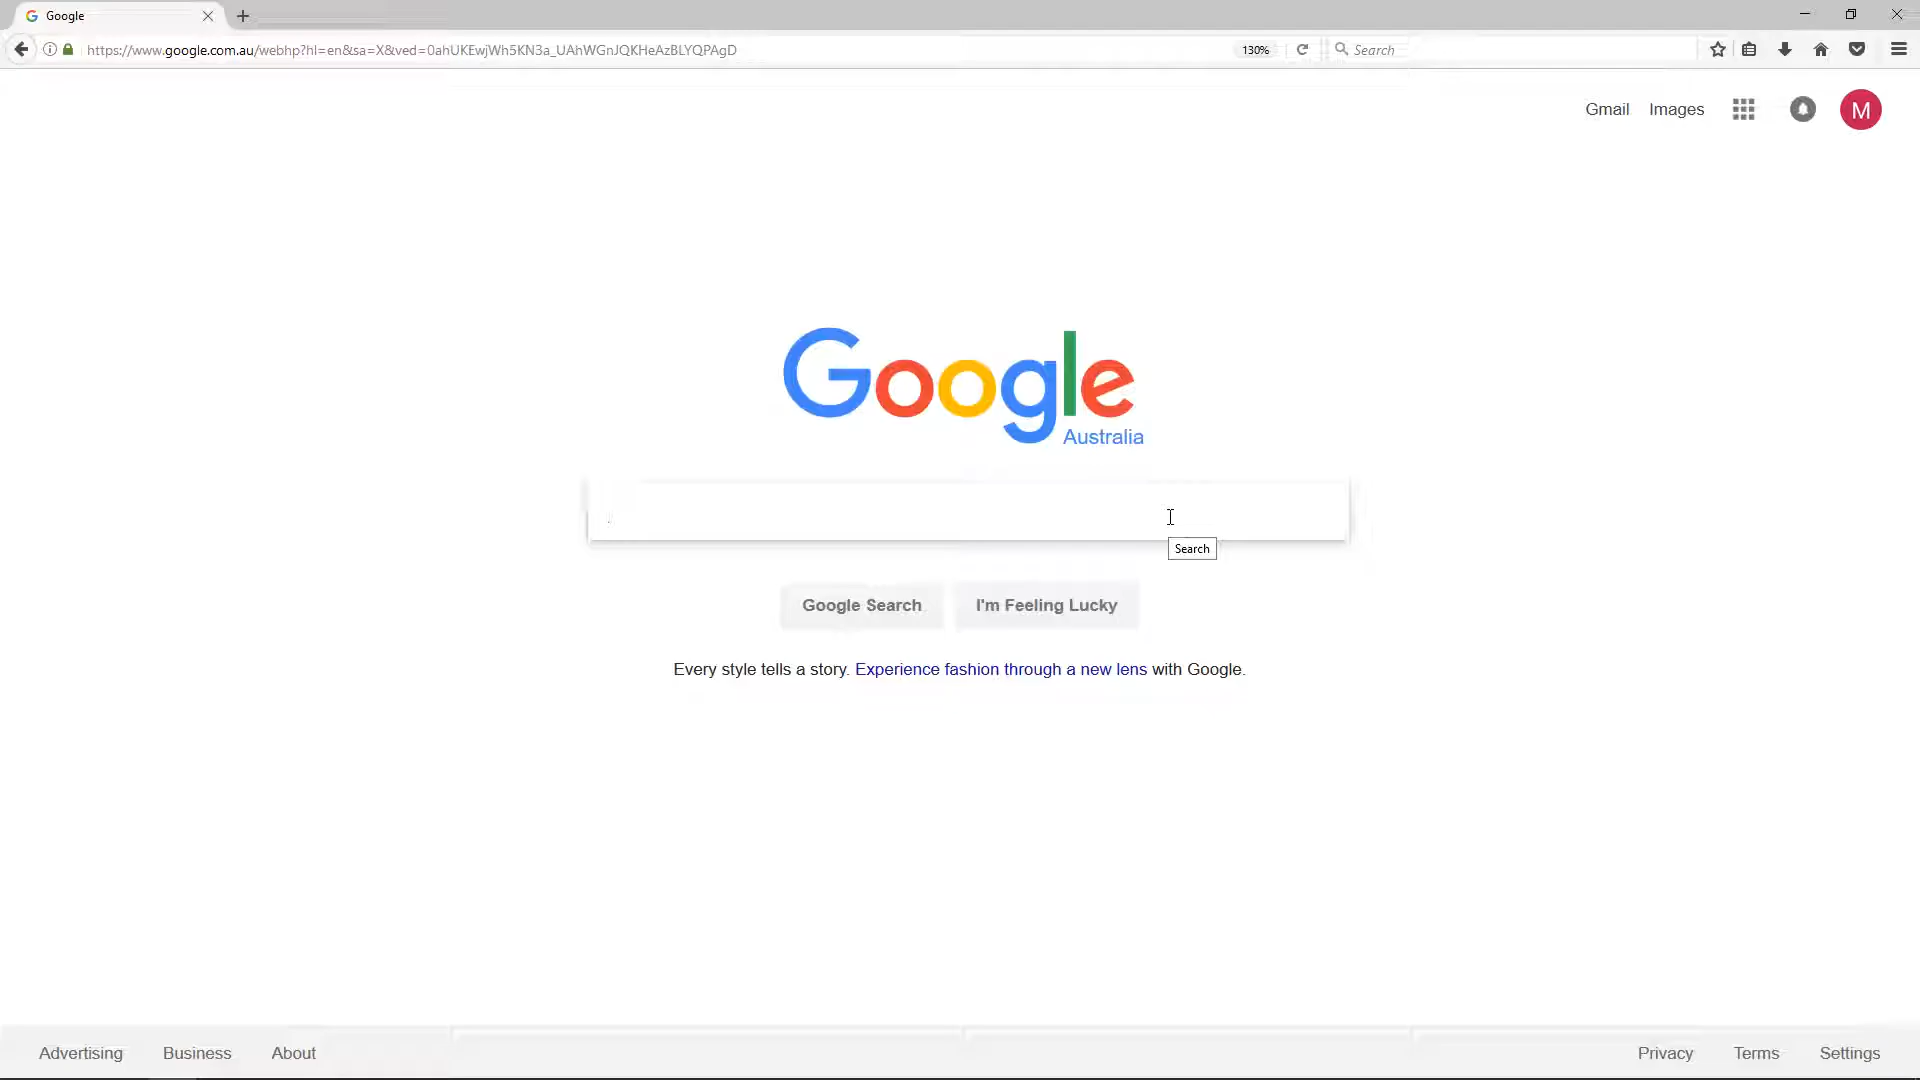 Google
https://www.google.com.au/webhp?hl=en&sa=X&ved=0ahUKEwjWh5KN3a_UAhWGnJQKHeAzBLYQPAgD
130%
Search
Gmail Images
M
Google
Australia
Search
Google Search I'm Feeling Lucky
Every style tells a story. Experience fashion through a new lens with Google.
Advertising Business About
Privacy Terms Settings